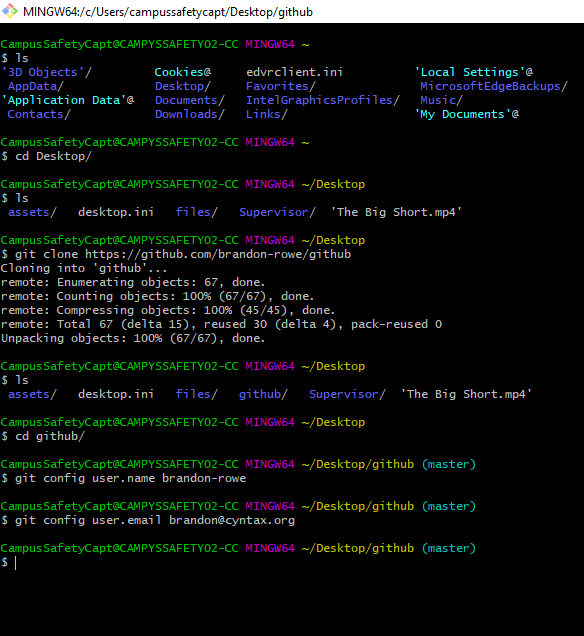 MINGW64:/c/Users/campussafetycapt/Desktop/github
CampusSafetyCapt@CAMPYSSAFETY02-CC MINGW64 ~
$ ls
'3D Objects'/ Cookies@ edvrclient.ini 'Local Settings'@
AppData/ Desktop/ Favorites/ MicrosoftEdgeBackups/
'Application Data'@ Documents/ IntelGraphicsProfiles/ Music/
Contacts/ Downloads/ Links/ 'My Documents'@
CampusSafetyCapt@CAMPYSSAFETY02-CC MINGW64 ~
$ cd Desktop/
CampusSafetyCapt@CAMPYSSAFETY02-CC MINGW64 ~/Desktop
$ ls
assets/ desktop.ini files/ Supervisor/ 'The Big Short.mp4'
CampusSafetyCapt@CAMPYSSAFETY02-CC MINGW64 ~/Desktop
$ git clone https://github.com/brandon-rowe/github
Cloning into 'github'...
remote: Enumerating objects: 67, done.
remote: Counting objects: 100% (67/67), done.
remote: Compressing objects: 100% (45/45), done.
remote: Total 67 (delta 15), reused 30 (delta 4), pack-reused 0
Unpacking objects: 100% (67/67), done.
CampusSafetyCapt@CAMPYSSAFETY02-CC MINGW64 ~/Desktop
$ ls
assets/ desktop.ini files/ github/ Supervisor/ 'The Big Short.mp4'
CampusSafetyCapt@CAMPYSSAFETY02-CC MINGW64 ~/Desktop
$ cd github/
CampusSafetyCapt@CAMPYSSAFETY02-CC MINGW64 ~/Desktop/github (master)
$ git config user.name brandon-rowe
CampusSafetyCapt@CAMPYSSAFETY02-CC MINGW64 ~/Desktop/github (master)
$ git config user.email brandon@cyntax.org
CampusSafetyCapt@CAMPYSSAFETY02-CC MINGW64 ~/Desktop/github (master)
$